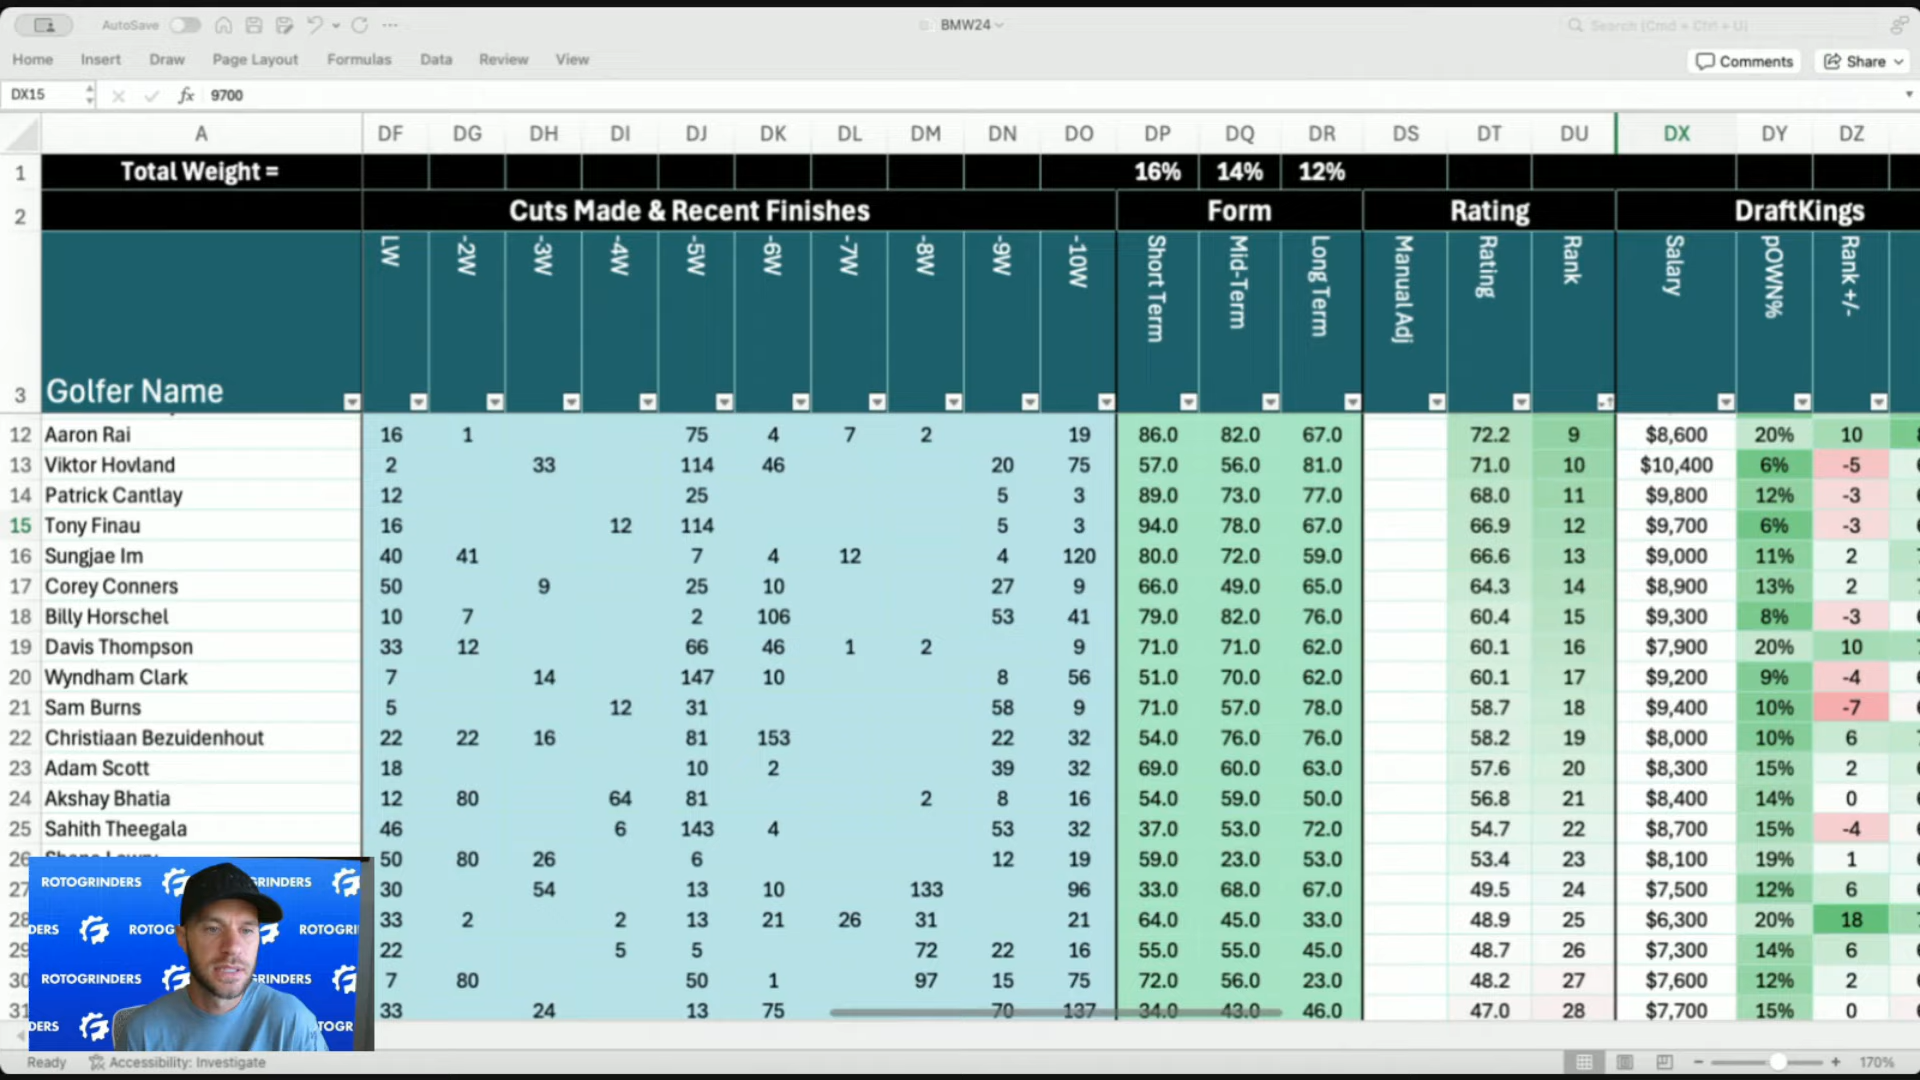 AutoSave
BMW24
Search (Cmd + Ctrl + U)
Home Insert Draw Page Layout Formulas Data Review View
Comments Share
DX15 fx 9700
A DF DG DH DI DJ DK DL DM DN DO DP DQ DR DS DT DU DX DY DZ
1 Total Weight = 16% 14% 12%
2 Cuts Made & Recent Finishes Form Rating DraftKings
3 Golfer Name LW -2W -3W -4W -5W -6W -7W -8W -9W -10W Short Term Mid-Term Long Term Manual Adj Rating Rank Salary pOWN% Rank +/-
12 Aaron Rai 16 1 75 4 7 2 19 86.0 82.0 67.0 72.2 9 $8,600 20% 10
13 Viktor Hovland 2 33 114 46 20 75 57.0 56.0 81.0 71.0 10 $10,400 6% -5
14 Patrick Cantlay 12 25 5 3 89.0 73.0 77.0 68.0 11 $9,800 12% -3
15 Tony Finau 16 12 114 5 3 94.0 78.0 67.0 66.9 12 $9,700 6% -3
16 Sungjae Im 40 41 7 4 12 4 120 80.0 72.0 59.0 66.6 13 $9,000 11% 2
17 Corey Conners 50 9 25 10 27 9 66.0 49.0 65.0 64.3 14 $8,900 13% 2
18 Billy Horschel 10 7 2 106 53 41 79.0 82.0 76.0 60.4 15 $9,300 8% -3
19 Davis Thompson 33 12 66 46 1 2 9 71.0 71.0 62.0 60.1 16 $7,900 20% 10
20 Wyndham Clark 7 14 147 10 8 56 51.0 70.0 62.0 60.1 17 $9,200 9% -4
21 Sam Burns 5 12 31 58 9 71.0 57.0 78.0 58.7 18 $9,400 10% -7
22 Christiaan Bezuidenhout 22 22 16 81 153 22 32 54.0 76.0 76.0 58.2 19 $8,000 10% 6
23 Adam Scott 18 10 2 39 32 69.0 60.0 63.0 57.6 20 $8,300 15% 2
24 Akshay Bhatia 12 80 64 81 2 8 16 54.0 59.0 50.0 56.8 21 $8,400 14% 0
25 Sahith Theegala 46 6 143 4 53 32 37.0 53.0 72.0 54.7 22 $8,700 15% -4
26 50 80 26 6 12 19 59.0 23.0 53.0 53.4 23 $8,100 19% 1
27 30 54 13 10 133 96 33.0 68.0 67.0 49.5 24 $7,500 12% 6
28 33 2 2 13 21 26 31 21 64.0 45.0 33.0 48.9 25 $6,300 20% 18
29 22 5 5 72 22 16 55.0 55.0 45.0 48.7 26 $7,300 14% 6
30 7 80 50 1 97 15 75 72.0 56.0 23.0 48.2 27 $7,600 12% 2
31 33 24 13 75 70 137 34.0 43.0 46.0 47.0 28 $7,700 15% 0
ROTOGRINDERS GRINDERS
DERS ROTOG ROTOGRI
ROTOGRINDERS GRINDERS
DERS TOGR
Ready Accessibility: Investigate 170%